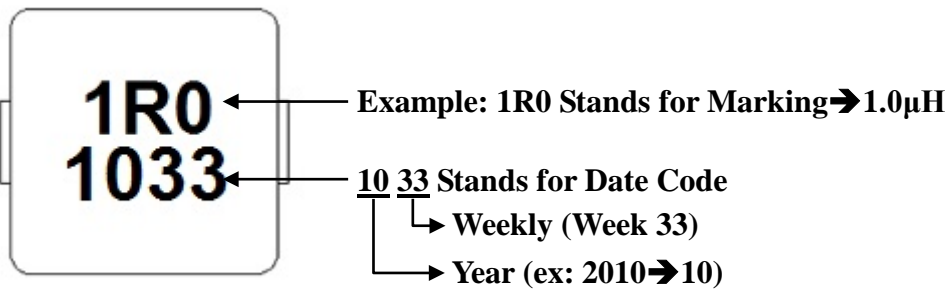 1R0
1033
Example: 1R0 Stands for Marking➔1.0μH
10 33 Stands for Date Code
Weekly (Week 33)
Year (ex: 2010➔10)